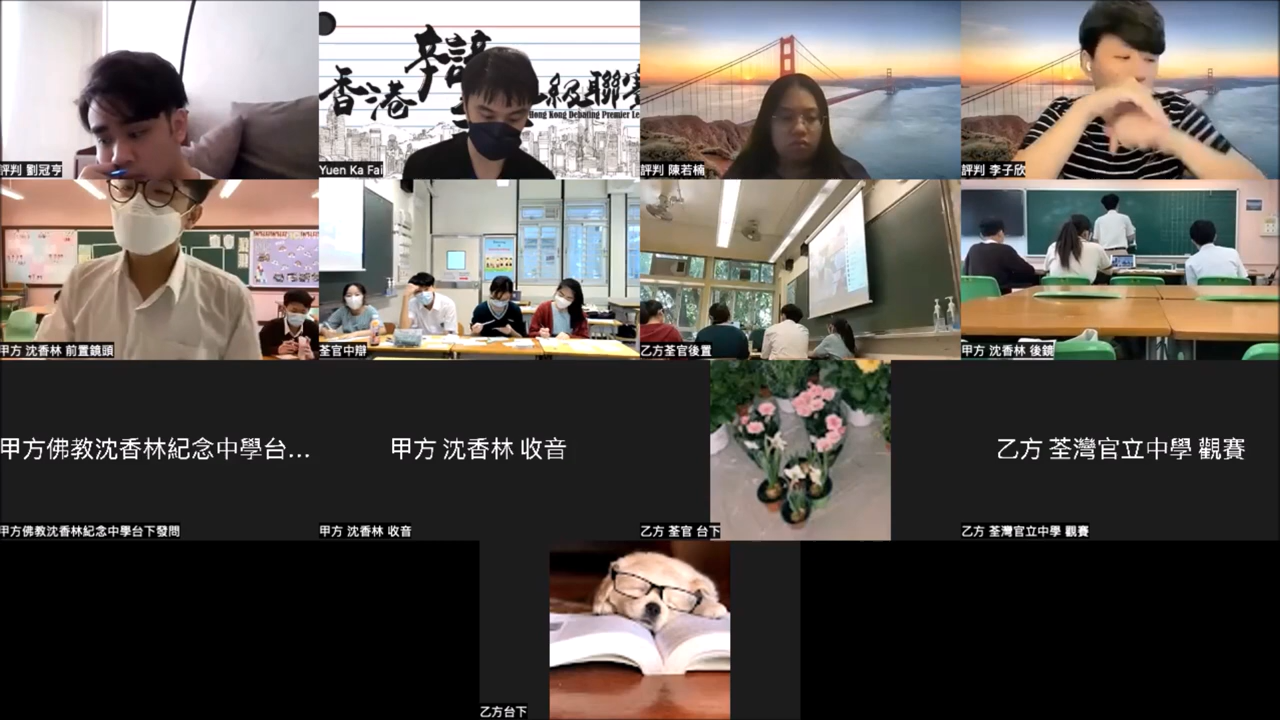 香港
辯諺
級聯賽
Hong Kong Debating Premier Le
評判 劉冠亨
Yuen Ka Fai
評判 陳若楠
評判 李子欣
甲方 沈香林 前置鏡頭
荃官中辯
乙方荃官後置
甲方 沈香林 後鏡
甲方佛教沈香林紀念中學台...
甲方 沈香林 收音
乙方 荃灣官立中學 觀賽
甲方佛教沈香林紀念中學台下發問
甲方 沈香林 收音
乙方 荃官 台下
乙方 荃灣官立中學 觀賽
乙方台下